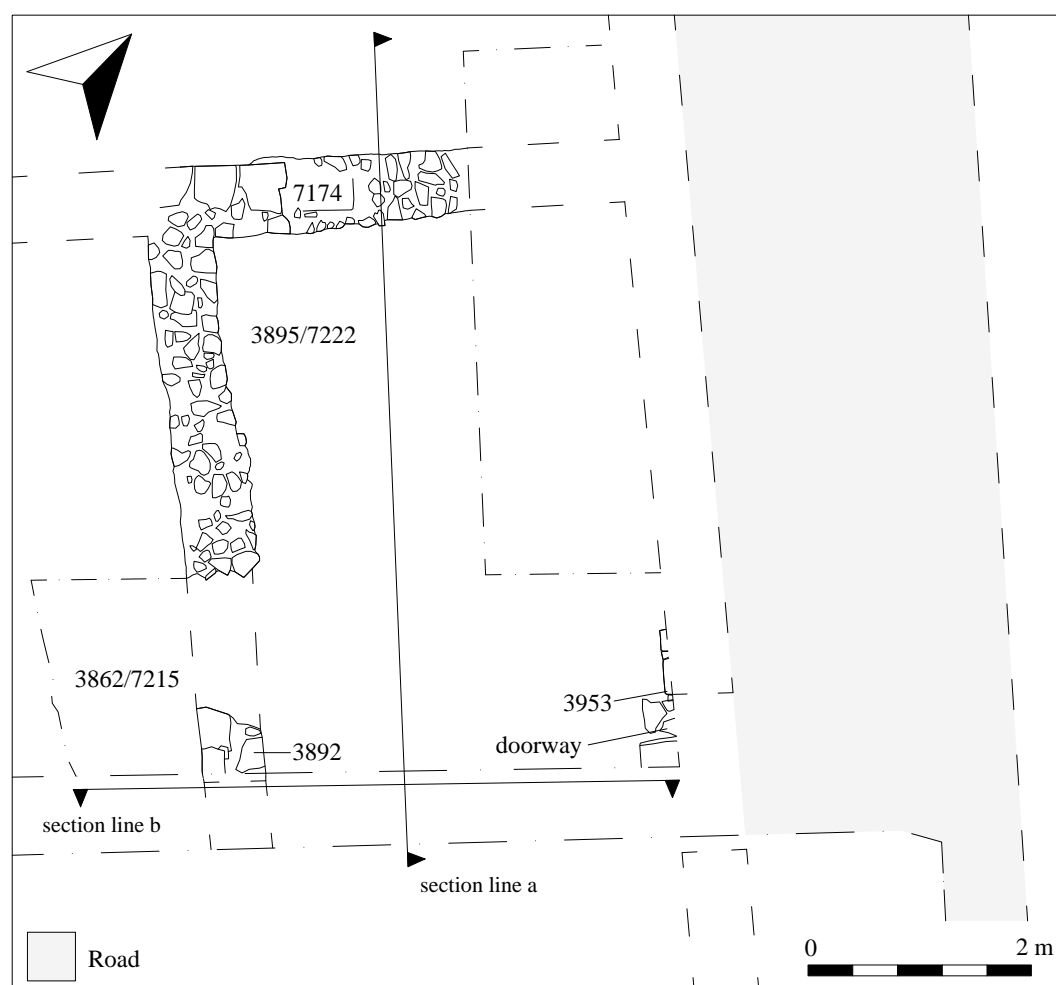 7174
3895/7222
3862/7215
3953
doorway
3892
section line b
section line a
Road
0 2 m